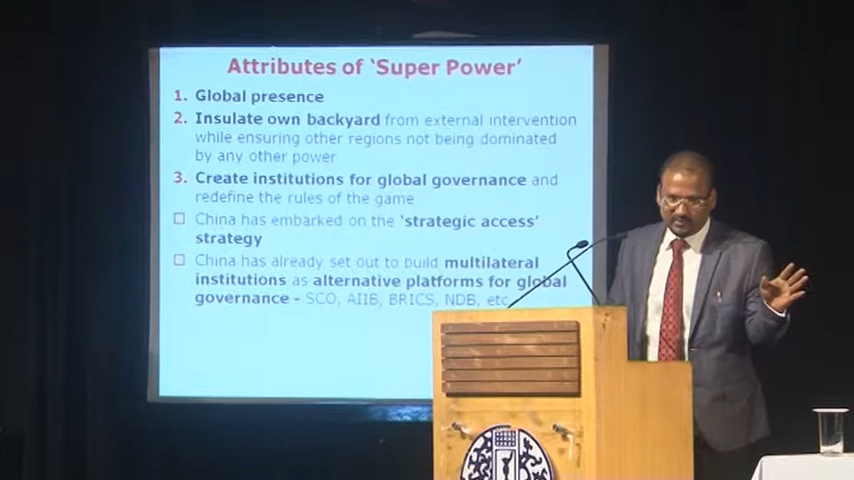 Attributes of ‘Super Power’
1. Global presence
2. Insulate own backyard from external intervention
while ensuring other regions not being dominated
by any other power
3. Create institutions for global governance and
redefine the rules of the game
China has embarked on the ‘strategic access’
strategy
China has already set out to build multilateral
institutions as alternative platforms for global
governance - SCO, AIIB, BRICS, NDB, etc